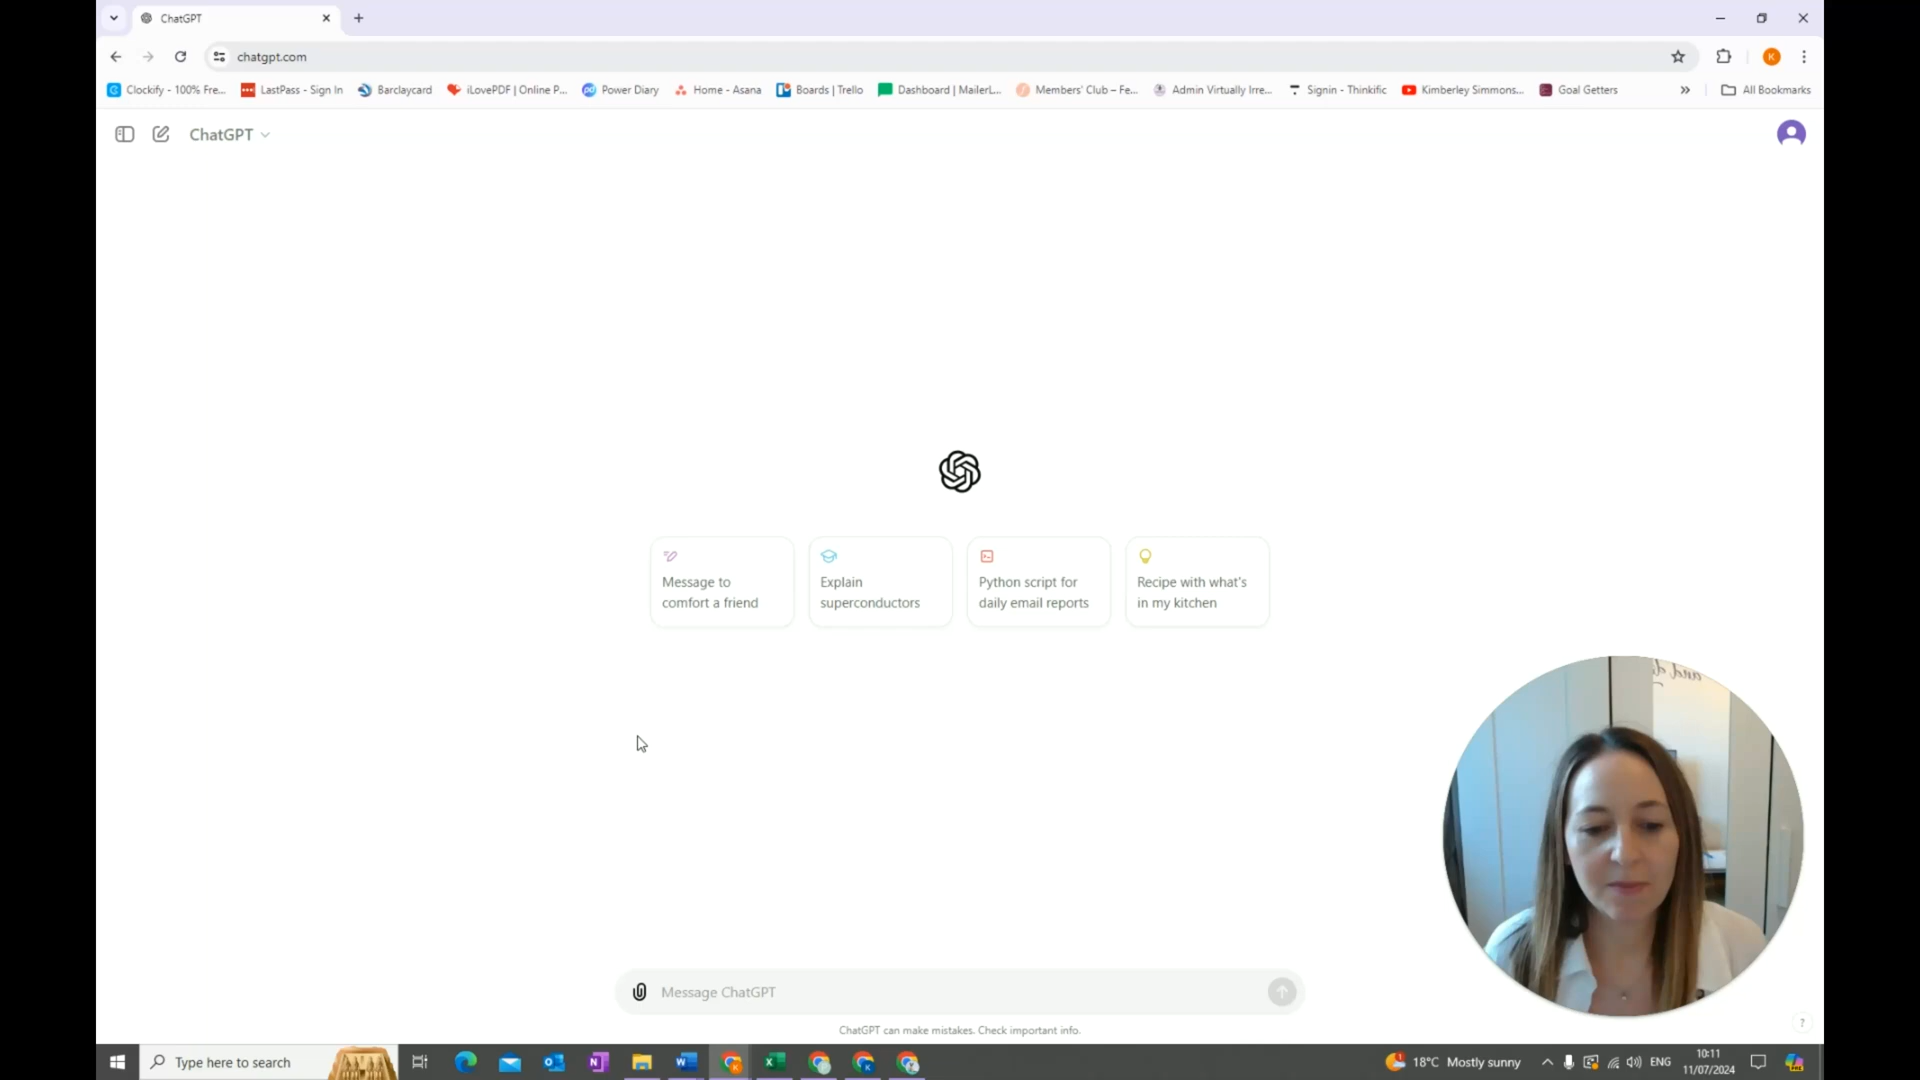 ChatGPT
chatgpt.com
Clockify - 100% Fre... LastPass - Sign In Barclaycard iLovePDF | Online P... Power Diary Home - Asana Boards | Trello Dashboard | MailerL... Members' Club – Fe... Admin Virtually Irre... Signin - Thinkific Kimberley Simmons... Goal Getters » All Bookmarks
ChatGPT
Message to
comfort a friend
Explain
superconductors
Python script for
daily email reports
Recipe with what's
in my kitchen
Message ChatGPT
ChatGPT can make mistakes. Check important info.
?
Type here to search
18°C Mostly sunny
ENG
10:11
11/07/2024